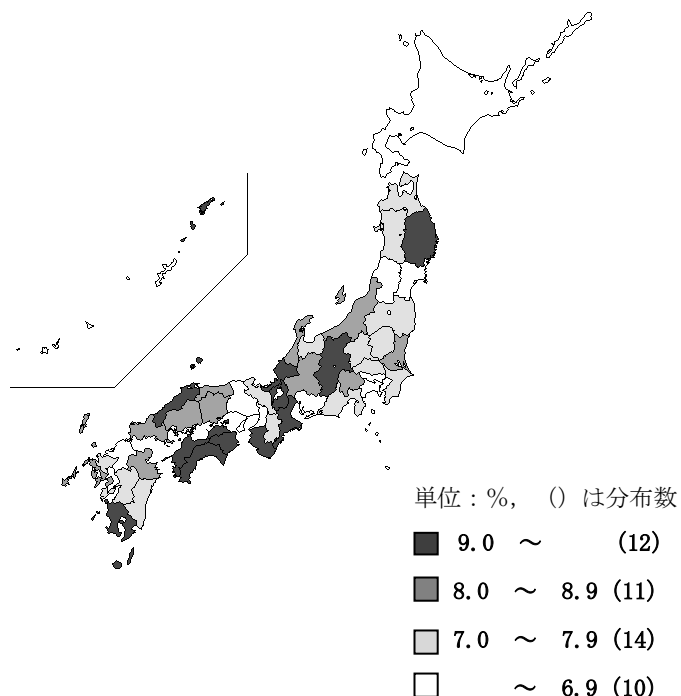 単位：％，（）は分布数
9.0 ～ (12)
8.0 ～ 8.9 (11)
7.0 ～ 7.9 (14)
～ 6.9 (10)